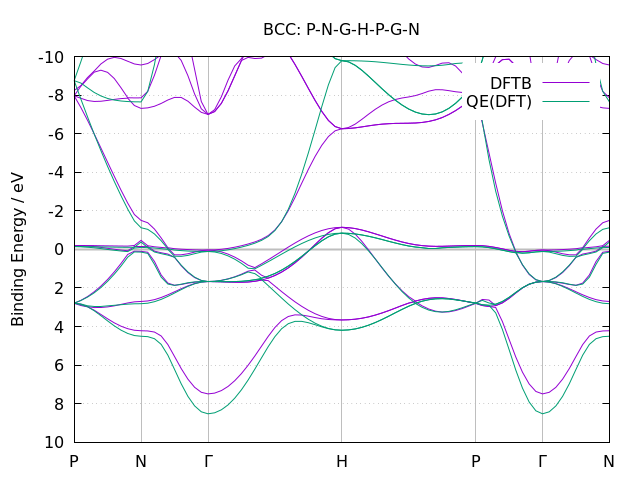 BCC: P-N-G-H-P-G-N
-10
-8
-6
-4
-2
0
2
4
6
8
10
Binding Energy / eV
DFTB
QE(DFT)
P N Γ H P Γ N